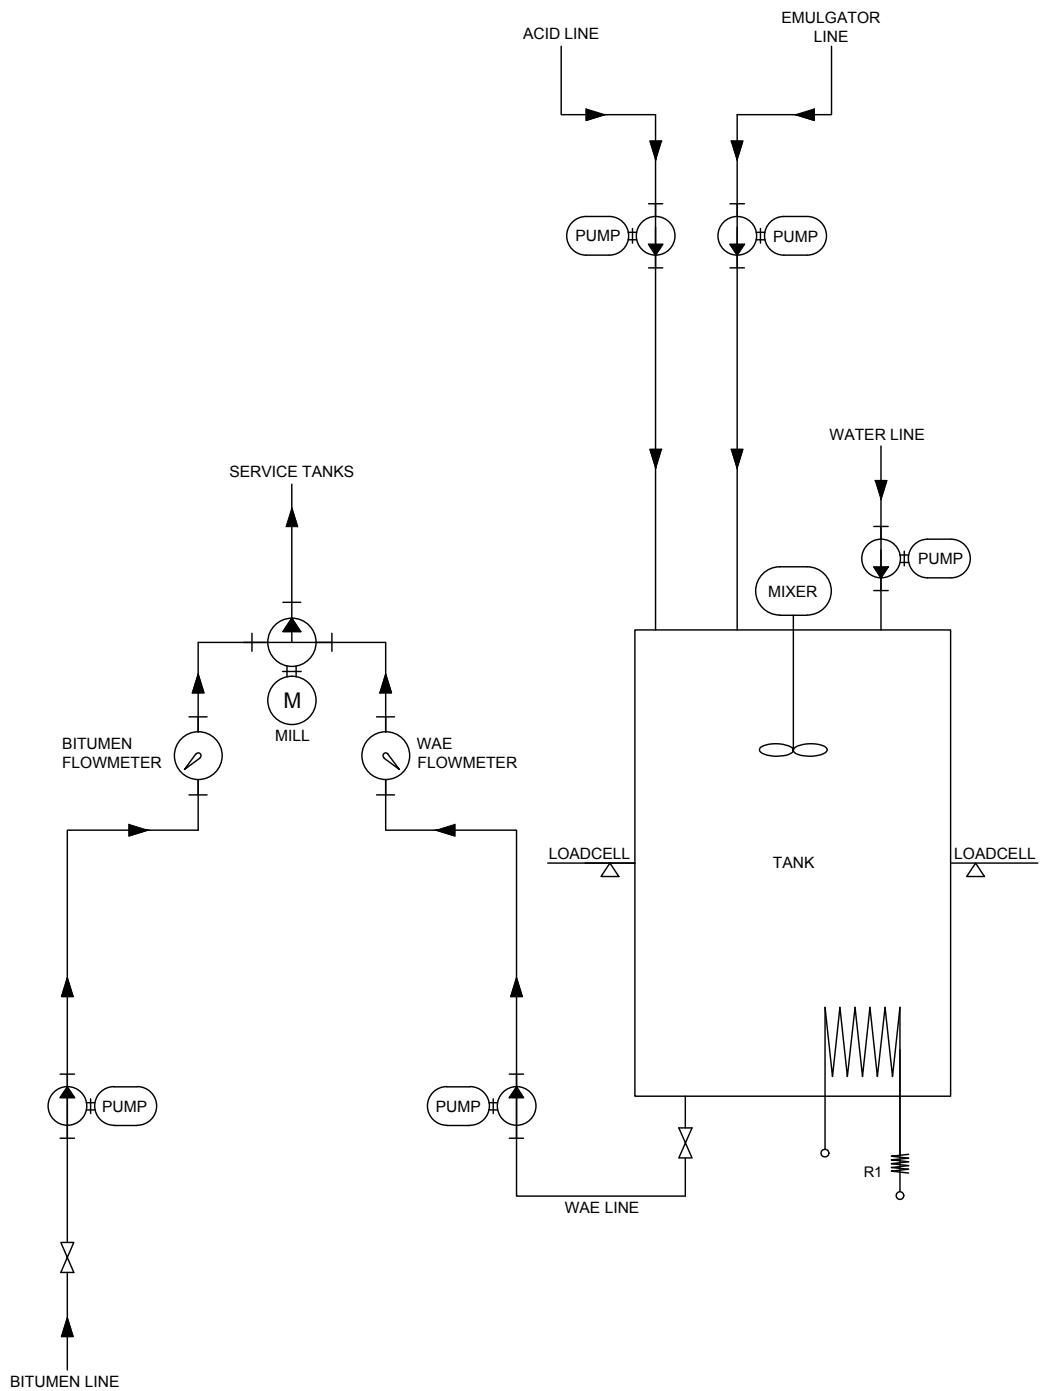 ACID LINE
EMULGATOR
LINE
PUMP
PUMP
WATER LINE
SERVICE TANKS
PUMP
MIXER
M
MILL
BITUMEN
FLOWMETER
WAE
FLOWMETER
LOADCELL
TANK
LOADCELL
PUMP
PUMP
R1
WAE LINE
BITUMEN LINE